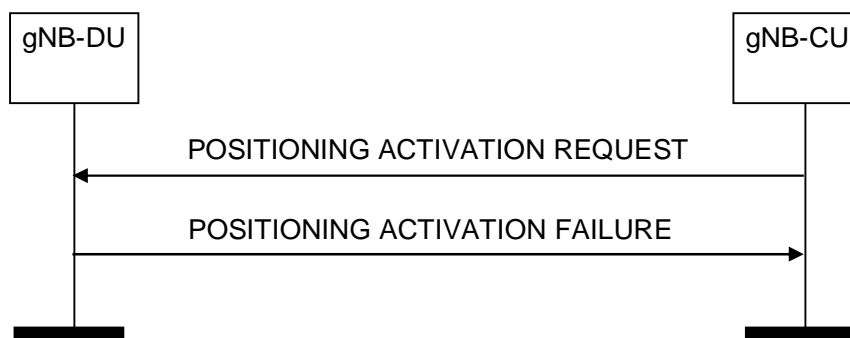 gNB-DU
gNB-CU
POSITIONING ACTIVATION REQUEST
POSITIONING ACTIVATION FAILURE